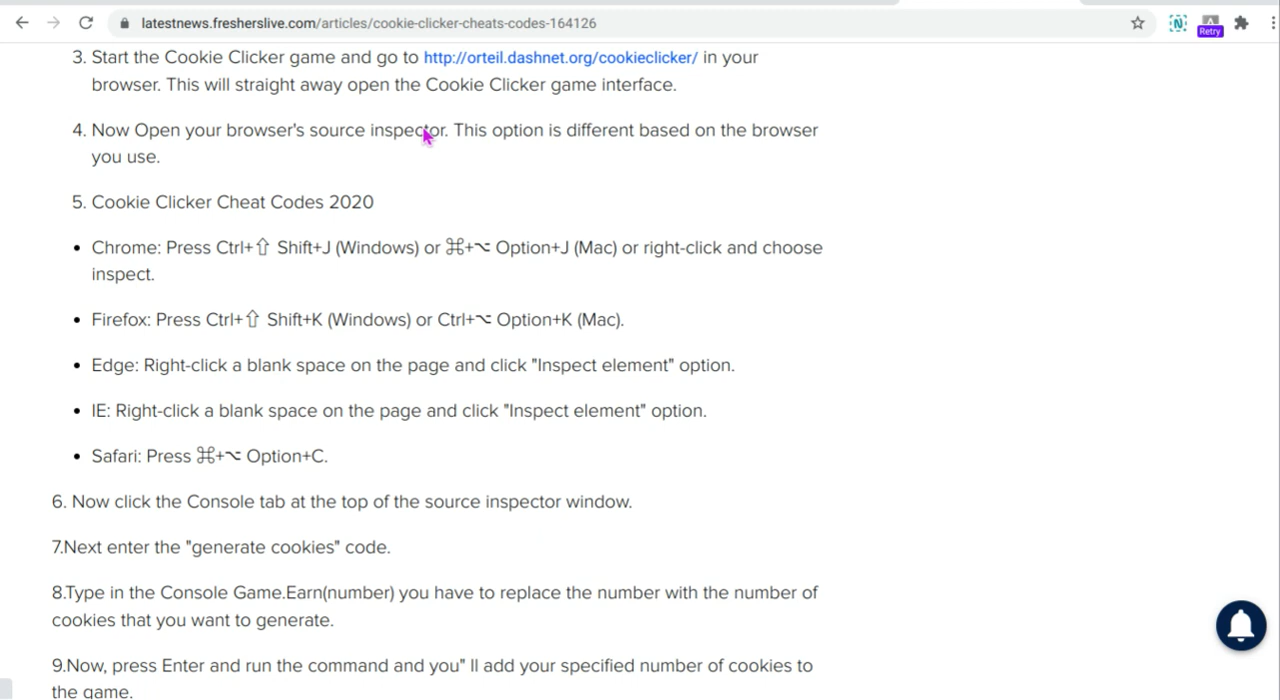 latestnews.fresherslive.com/articles/cookie-clicker-cheats-codes-164126
N
Retry
3. Start the Cookie Clicker game and go to http://orteil.dashnet.org/cookieclicker/ in your
browser. This will straight away open the Cookie Clicker game interface.
4. Now Open your browser's source inspector. This option is different based on the browser
you use.
5. Cookie Clicker Cheat Codes 2020
• Chrome: Press Ctrl+⇧ Shift+J (Windows) or ⌘+⌥ Option+J (Mac) or right-click and choose
inspect.
• Firefox: Press Ctrl+⇧ Shift+K (Windows) or Ctrl+⌥ Option+K (Mac).
• Edge: Right-click a blank space on the page and click "Inspect element" option.
• IE: Right-click a blank space on the page and click "Inspect element" option.
• Safari: Press ⌘+⌥ Option+C.
6. Now click the Console tab at the top of the source inspector window.
7.Next enter the "generate cookies" code.
8.Type in the Console Game.Earn(number) you have to replace the number with the number of
cookies that you want to generate.
9.Now, press Enter and run the command and you" ll add your specified number of cookies to
the game.